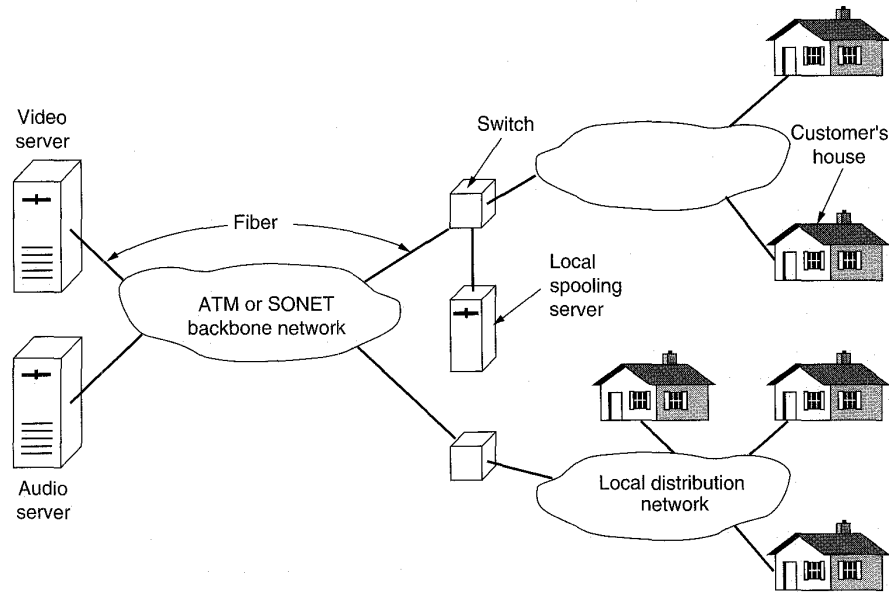 Video
server
Switch
Customer's
house
Fiber
Local
spooling
server
ATM or SONET
backbone network
Audio
server
Local distribution
network